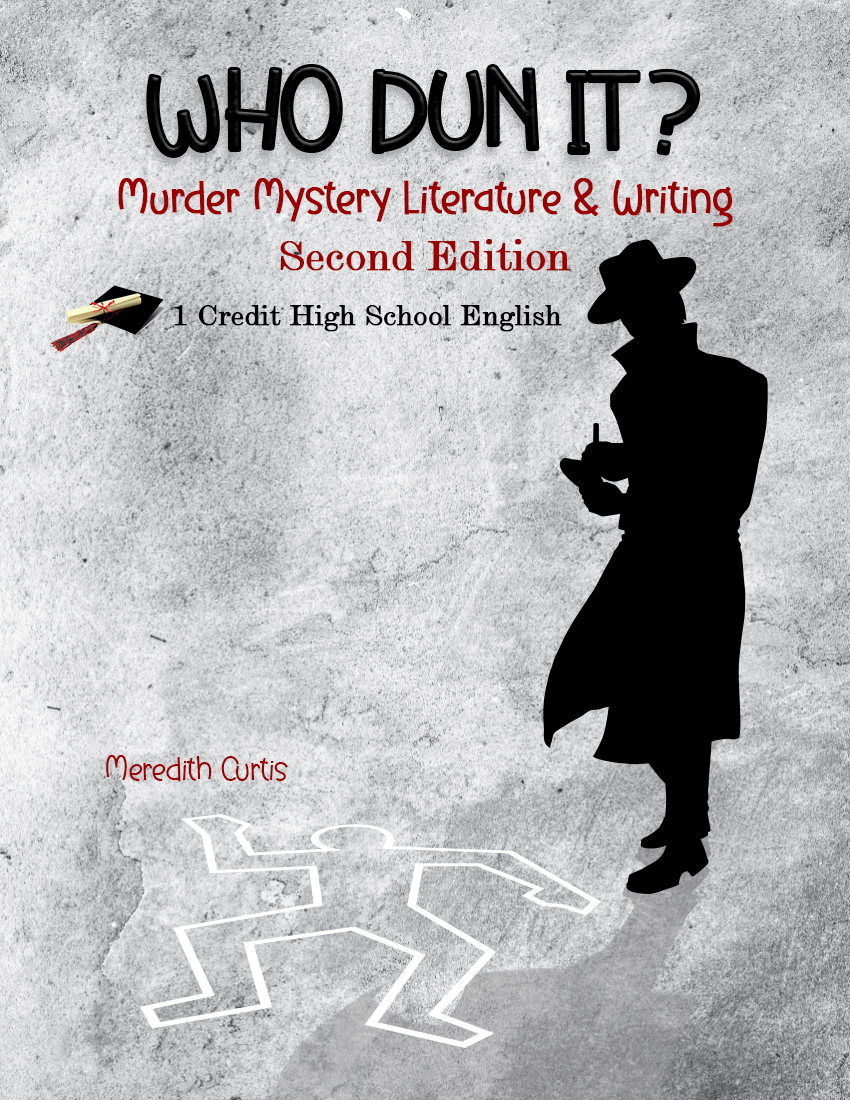 WHO DUN IT?
Murder Mystery Literature & Writing
Second Edition
1 Credit High School English
Meredith Curtis